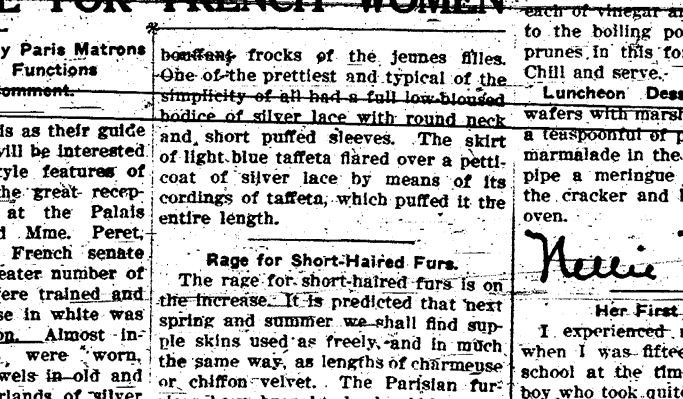 FOR FRENCH WOMEN
y Paris Matrons
Functions
omment.
is as their guide
will be interested
tyle features of
the great recep-
at the Palais
d Mme. Peret,
French senate
eater number of
ere trained and
se in white was
on. Almost in-
were worn,
wels in old and
rlands of silver
bouffant frocks of the jeunes filles.
One of the prettiest and typical of the
simplicity of all had a full low-bloused
bodice of silver lace with round neck
and short puffed sleeves. The skirt
of light blue taffeta flared over a petti-
coat of silver lace by means of its
cordings of taffeta, which puffed it the
entire length.
Rage for Short-Haired Furs.
The rage for short-haired furs is on
the increase. It is predicted that next
spring and summer we shall find sup-
ple skins used as freely, and in much
the same way, as lengths of charmeuse
or chiffon velvet. The Parisian fur-
each of vinegar
to the boiling po
prunes in this fo
Chill and serve.
Luncheon Dess
wafers with marsh
a teaspoonful of
marmalade in the
pipe a meringue
the cracker and
oven.
Nellie
Her First
I experienced
when I was fiftee
school at the tim
boy who took quite